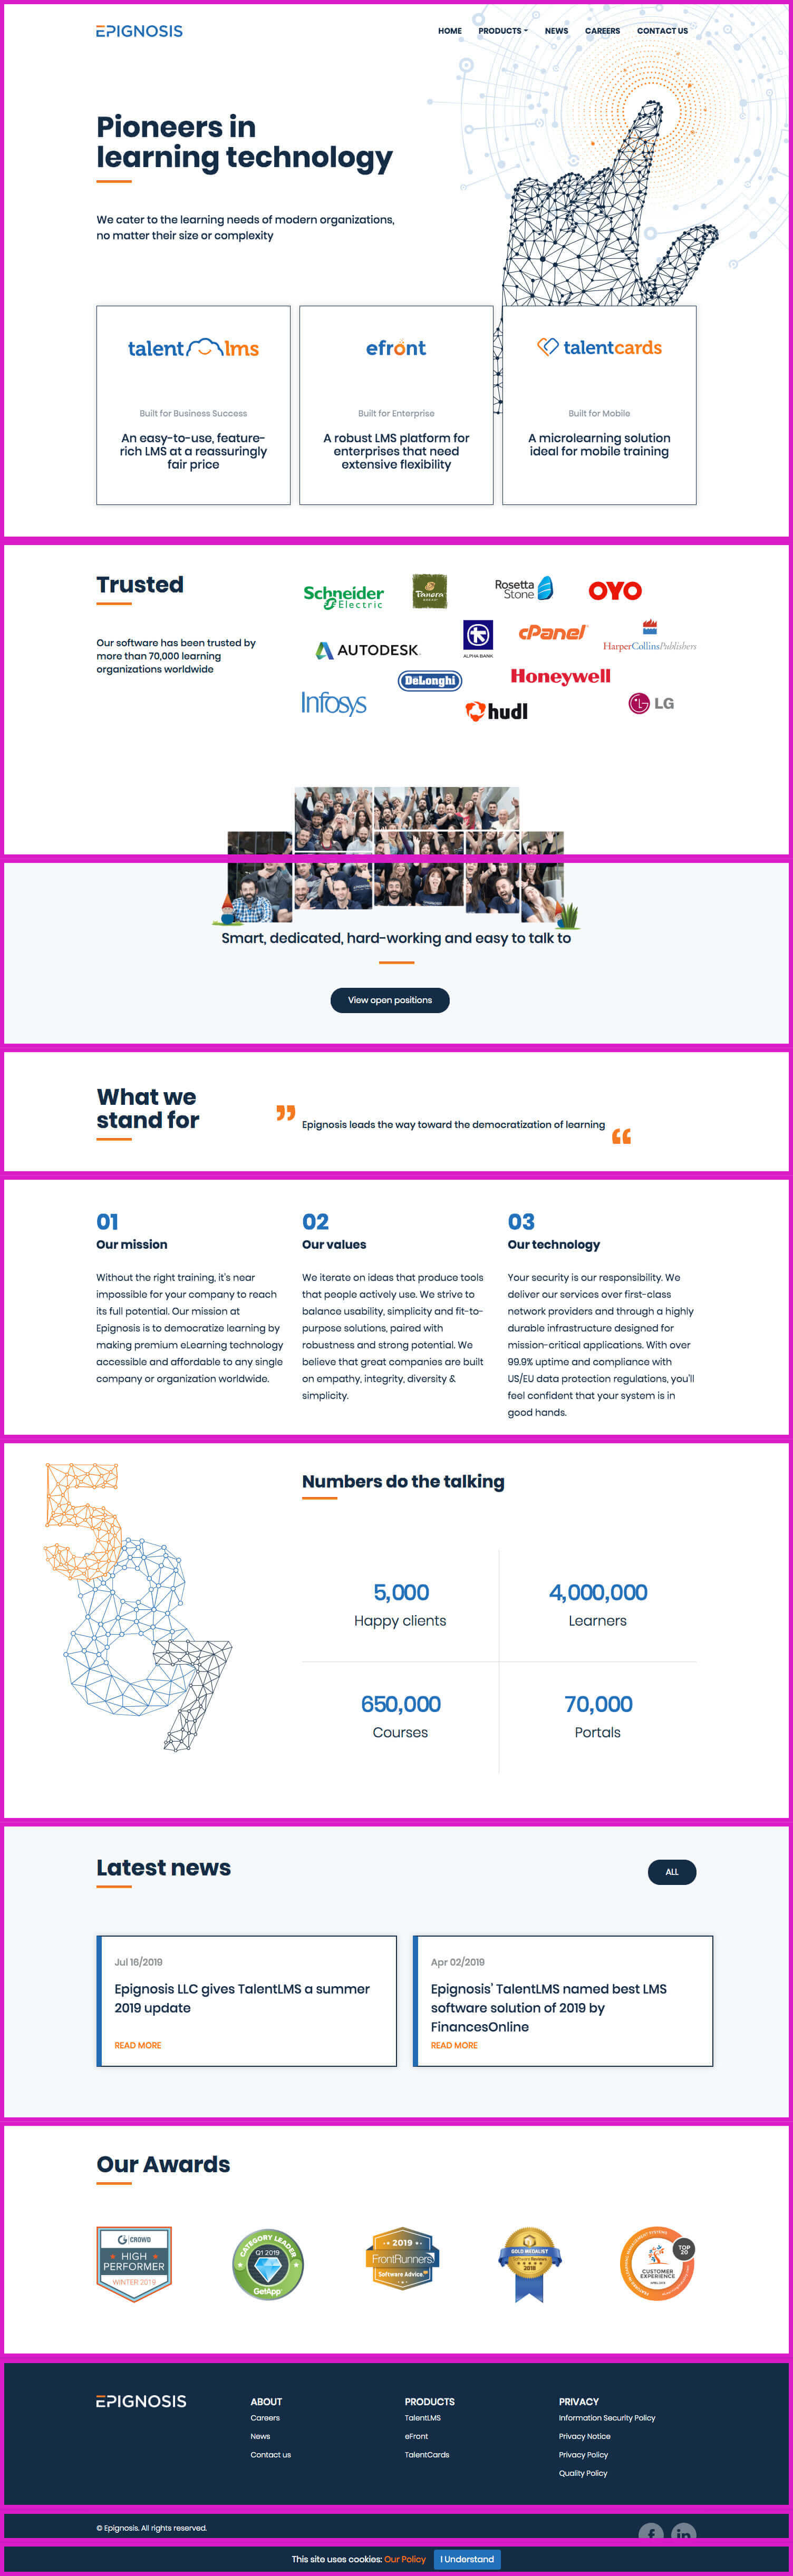 EPIGNOSIS
HOME PRODUCTS NEWS CAREERS CONTACT US
Pioneers in
learning technology
We cater to the learning needs of modern organizations,
no matter their size or complexity
talent lms
Built for Business Success
An easy-to-use, feature-
rich LMS at a reassuringly
fair price
efront
Built for Enterprise
A robust LMS platform for
enterprises that need
extensive flexibility
talentcards
Built for Mobile
A microlearning solution
ideal for mobile training
Trusted
Our software has been trusted by
more than 70,000 learning
organizations worldwide
Schneider
Electric
Panera
BREAD
Rosetta
Stone
OYO
AUTODESK
ALPHA BANK
cPanel
HarperCollinsPublishers
DeLonghi
Honeywell
Infosys
hudl
LG
Smart, dedicated, hard-working and easy to talk to
View open positions
What we
stand for
” Epignosis leads the way toward the democratization of learning “
01
Our mission
Without the right training, it's near
impossible for your company to reach
its full potential. Our mission at
Epignosis is to democratize learning by
making premium eLearning technology
accessible and affordable to any single
company or organization worldwide.
02
Our values
We iterate on ideas that produce tools
that people actively use. We strive to
balance usability, simplicity and fit-to-
purpose solutions, paired with
robustness and strong potential. We
believe that great companies are built
on empathy, integrity, diversity &
simplicity.
03
Our technology
Your security is our responsibility. We
deliver our services over first-class
network providers and through a highly
durable infrastructure designed for
mission-critical applications. With over
99.9% uptime and compliance with
US/EU data protection regulations, you'll
feel confident that your system is in
good hands.
587
Numbers do the talking
5,000
Happy clients
4,000,000
Learners
650,000
Courses
70,000
Portals
Latest news
ALL
Jul 16/2019
Epignosis LLC gives TalentLMS a summer
2019 update
READ MORE
Apr 02/2019
Epignosis' TalentLMS named best LMS
software solution of 2019 by
FinancesOnline
READ MORE
Our Awards
G2 CROWD
HIGH
PERFORMER
WINTER 2019
CATEGORY LEADER
Q1 2019
GetApp
2019
FrontRunners
Software Advice
GOLD MEDALIST
Software Reviews
2018
TOP
20
CUSTOMER
EXPERIENCE
EPIGNOSIS
ABOUT
Careers
News
Contact us
PRODUCTS
TalentLMS
eFront
TalentCards
PRIVACY
Information Security Policy
Privacy Notice
Privacy Policy
Quality Policy
© Epignosis. All rights reserved.
f in
This site uses cookies: Our Policy I Understand